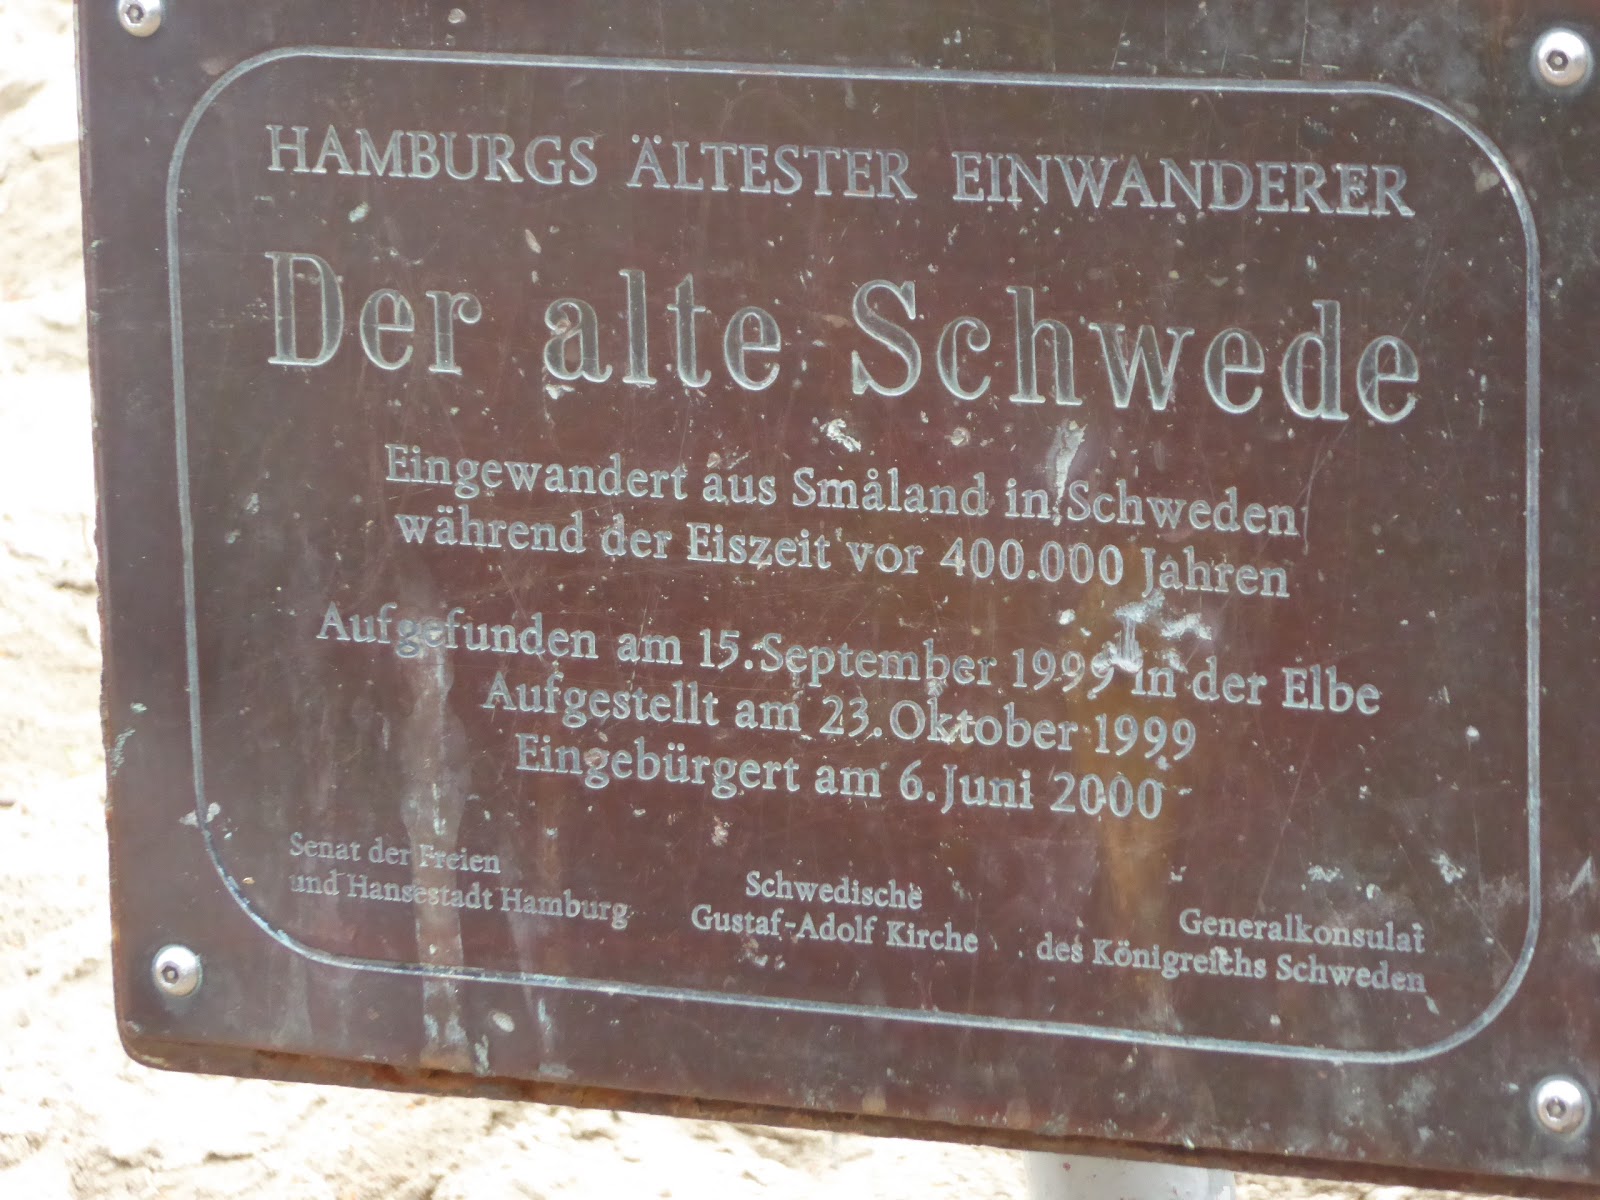 HAMBURGS ÄLTESTER EINWANDERER
Der alte Schwede
Eingewandert aus Småland in Schweden
während der Eiszeit vor 400.000 Jahren
Aufgefunden am 15. September 1999 in der Elbe
Aufgestellt am 23. Oktober 1999
Eingebürgert am 6. Juni 2000
Senat der Freien
und Hansestadt Hamburg
Schwedische
Gustaf-Adolf Kirche
Generalkonsulat
des Königreichs Schweden